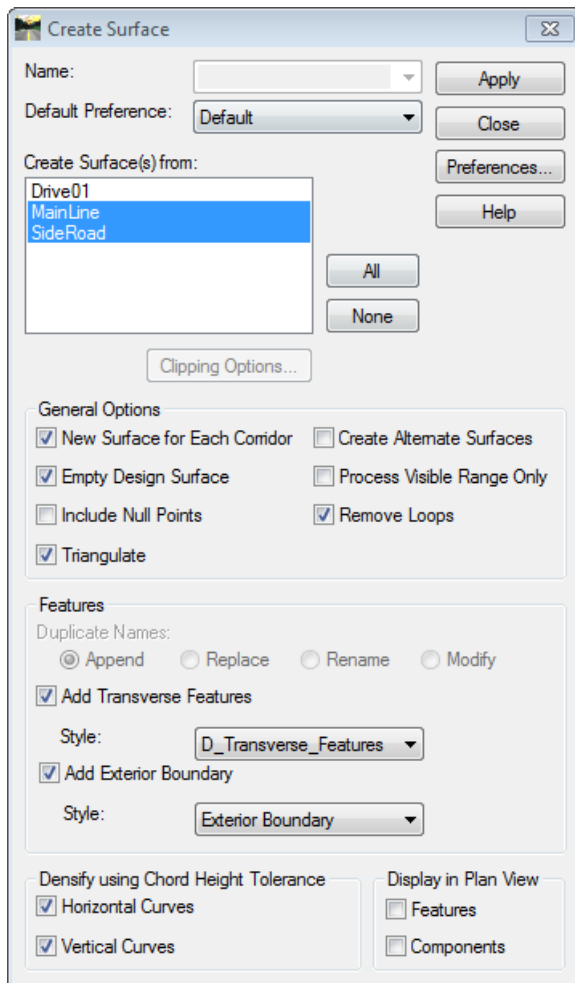 Create Surface
Name:
Apply
Default Preference: Default
Close
Create Surface(s) from:
Preferences...
Drive01
MainLine
SideRoad
Help
All
None
Clipping Options...
General Options
New Surface for Each Corridor Create Alternate Surfaces
Empty Design Surface Process Visible Range Only
Include Null Points Remove Loops
Triangulate
Features
Duplicate Names:
Append Replace Rename Modify
Add Transverse Features
Style: D_Transverse_Features
Add Exterior Boundary
Style: Exterior Boundary
Densify using Chord Height Tolerance Display in Plan View
Horizontal Curves Features
Vertical Curves Components